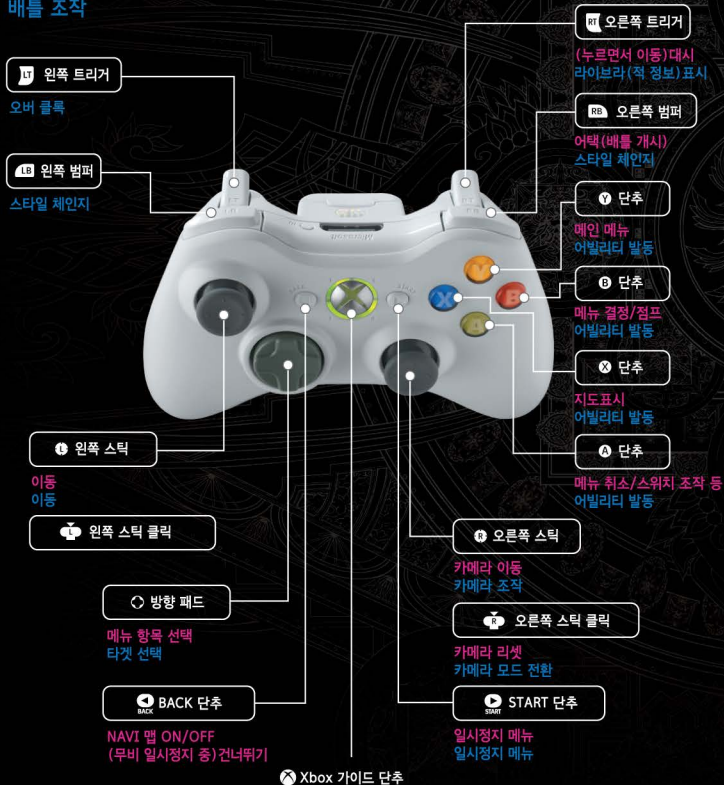 배틀 조작
LT 왼쪽 트리거
오버 클록
LB 왼쪽 범퍼
스타일 체인지
RT 오른쪽 트리거
(누르면서 이동)대시
라이브라(적 정보)표시
RB 오른쪽 범퍼
어택(배틀 개시)
스타일 체인지
Y 단추
메인 메뉴
어빌리티 발동
B 단추
메뉴 결정/점프
어빌리티 발동
X 단추
지도표시
어빌리티 발동
A 단추
메뉴 취소/스위치 조작 등
어빌리티 발동
L 왼쪽 스틱
이동
이동
L 왼쪽 스틱 클릭
방향 패드
메뉴 항목 선택
타겟 선택
BACK BACK 단추
NAVI 맵 ON/OFF
(무비 일시정지 중)건너뛰기
R 오른쪽 스틱
카메라 이동
카메라 조작
R 오른쪽 스틱 클릭
카메라 리셋
카메라 모드 전환
START START 단추
일시정지 메뉴
일시정지 메뉴
Xbox 가이드 단추